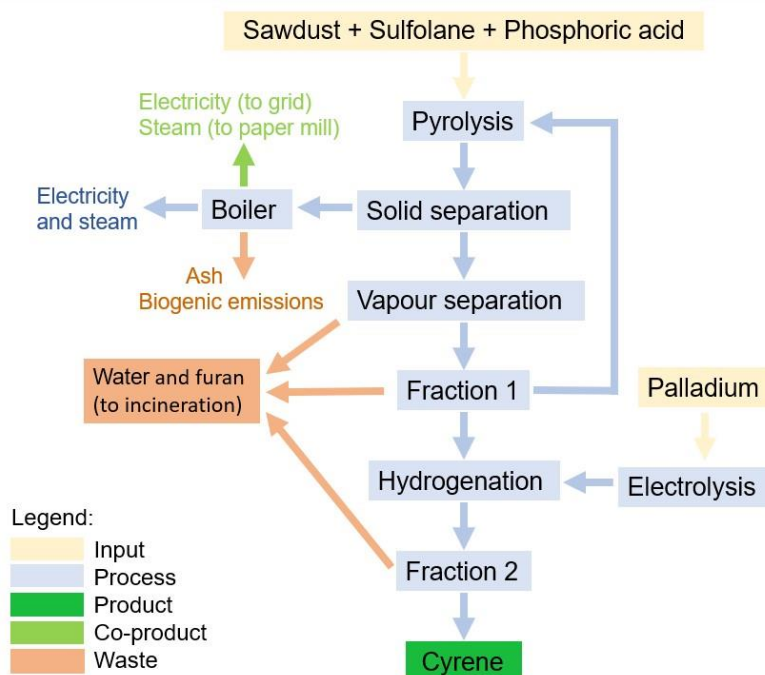 Sawdust + Sulfolane + Phosphoric acid
Electricity (to grid)
Steam (to paper mill)
Pyrolysis
Electricity
and steam
Boiler
Solid separation
Ash
Biogenic emissions
Vapour separation
Water and furan
(to incineration)
Fraction 1
Palladium
Hydrogenation
Electrolysis
Fraction 2
Cyrene
Legend:
Input
Process
Product
Co-product
Waste